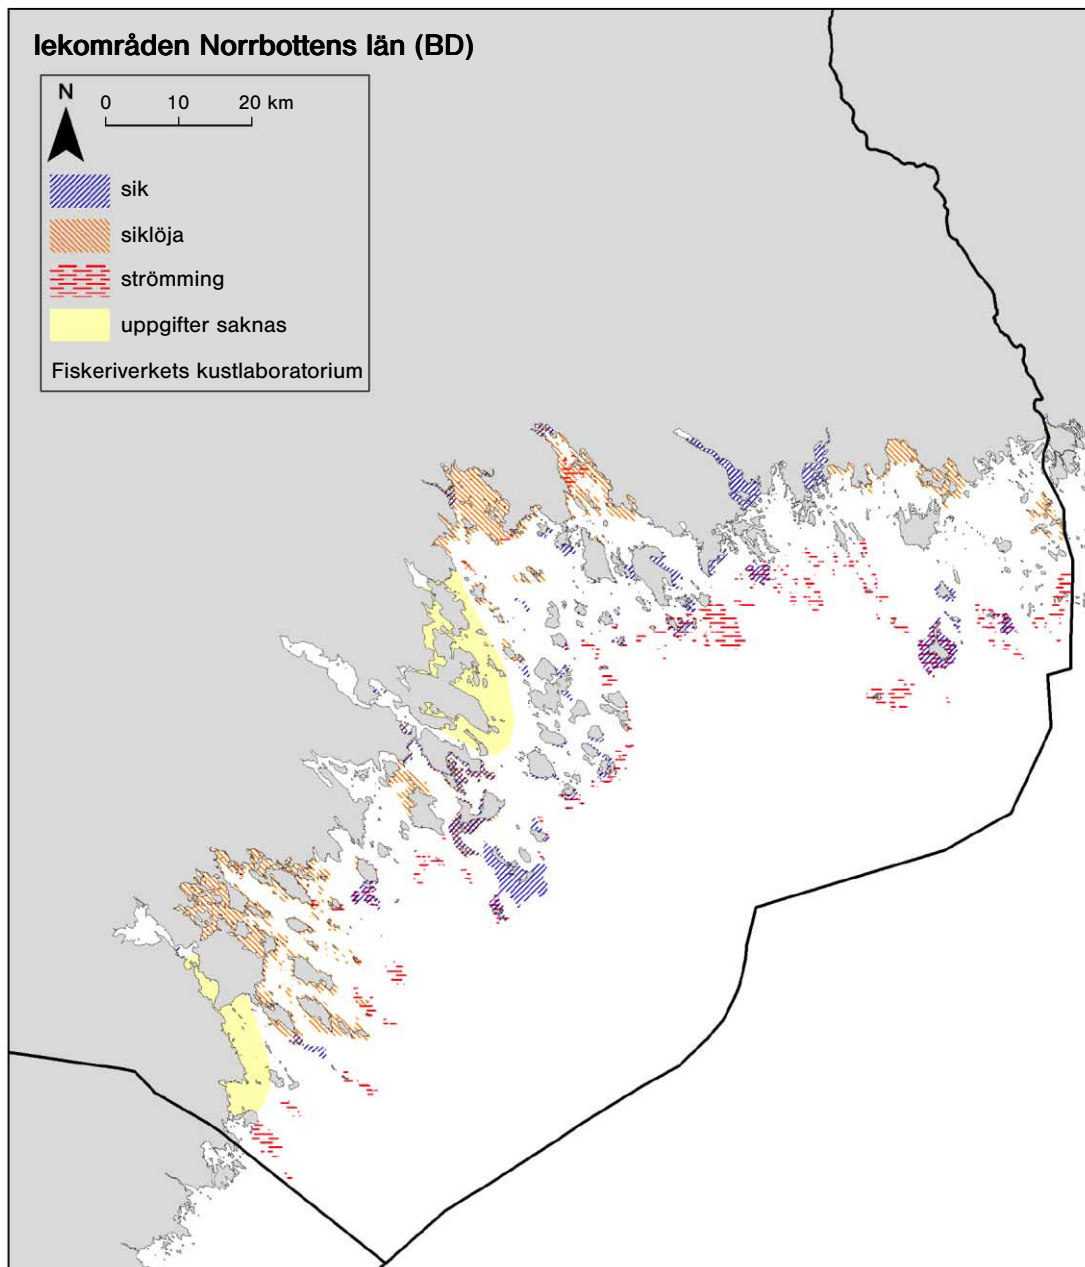 lekområden Norrbottens län (BD)
N
0 10 20 km
sik
siklöja
strömming
uppgifter saknas
Fiskeriverkets kustlaboratorium